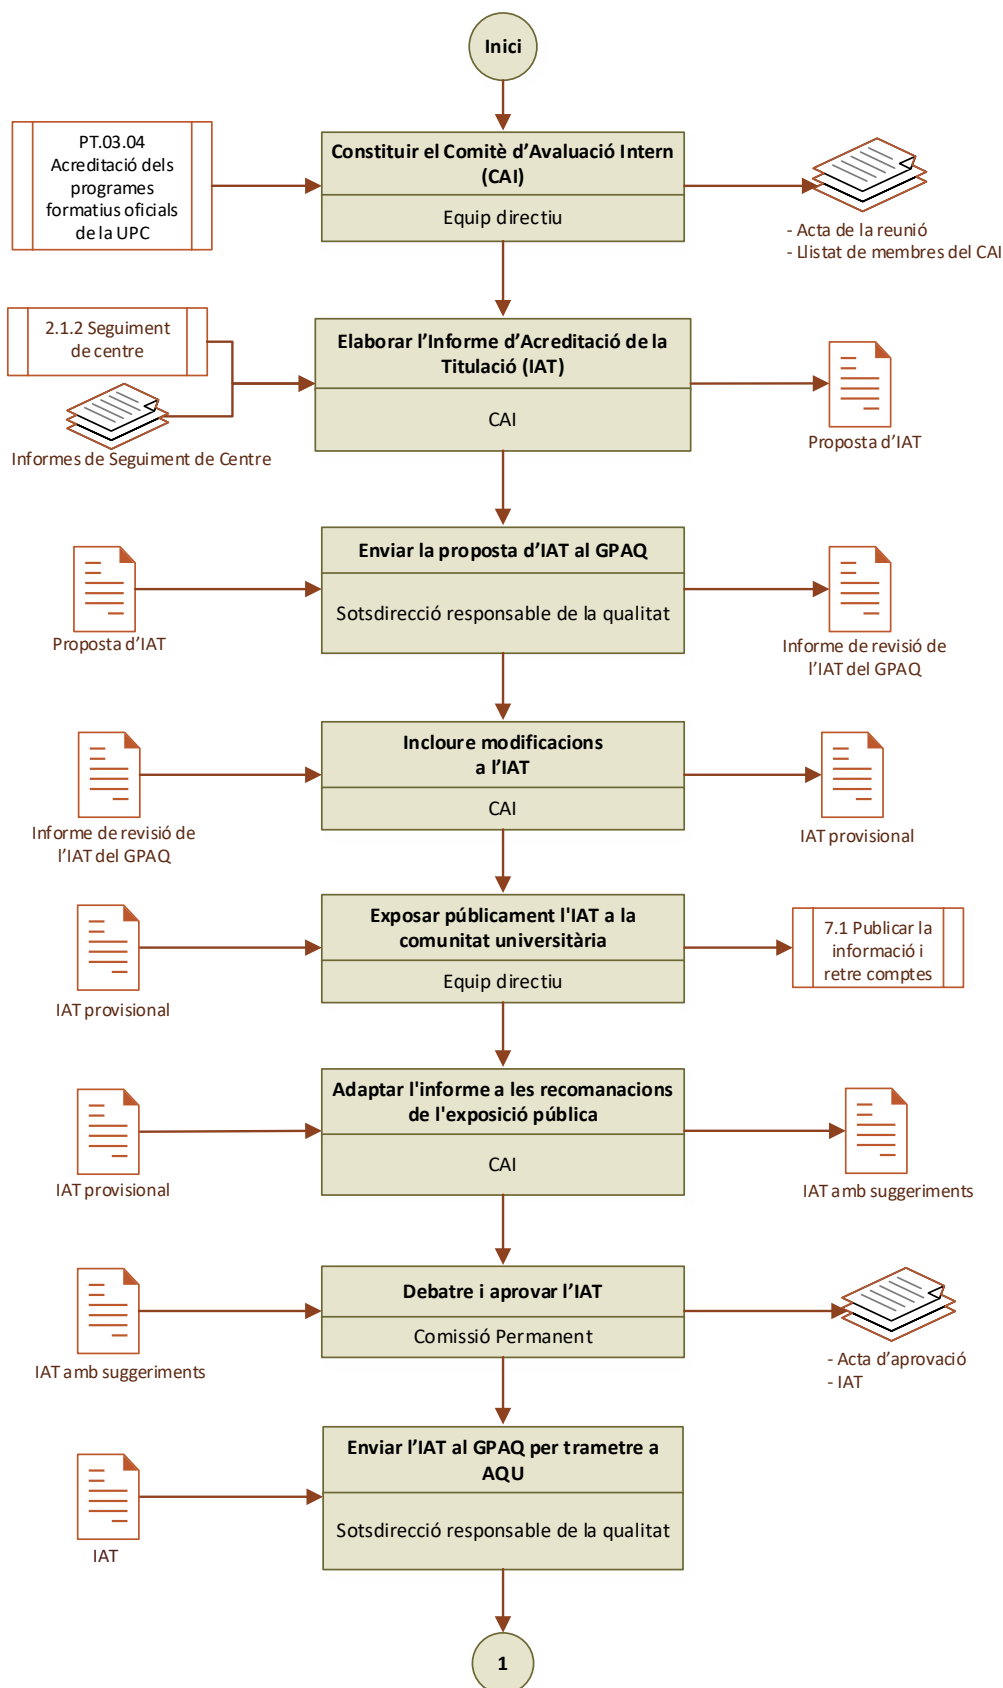 Inici
PT.03.04
Acreditació dels
programes
formatius oficials
de la UPC
Constituir el Comitè d’Avaluació Intern
(CAI)
Equip directiu
- Acta de la reunió
- Llistat de membres del CAI
2.1.2 Seguiment
de centre
Informes de Seguiment de Centre
Elaborar l’Informe d’Acreditació de la
Titulació (IAT)
CAI
Proposta d’IAT
Proposta d’IAT
Enviar la proposta d’IAT al GPAQ
Sotsdirecció responsable de la qualitat
Informe de revisió de
l’IAT del GPAQ
Informe de revisió de
l’IAT del GPAQ
Incloure modificacions
a l’IAT
CAI
IAT provisional
IAT provisional
Exposar públicament l'IAT a la
comunitat universitària
Equip directiu
7.1 Publicar la
informació i
retre comptes
IAT provisional
Adaptar l'informe a les recomanacions
de l'exposició pública
CAI
IAT amb suggeriments
IAT amb suggeriments
Debatre i aprovar l’IAT
Comissió Permanent
- Acta d’aprovació
- IAT
IAT
Enviar l’IAT al GPAQ per trametre a
AQU
Sotsdirecció responsable de la qualitat
1